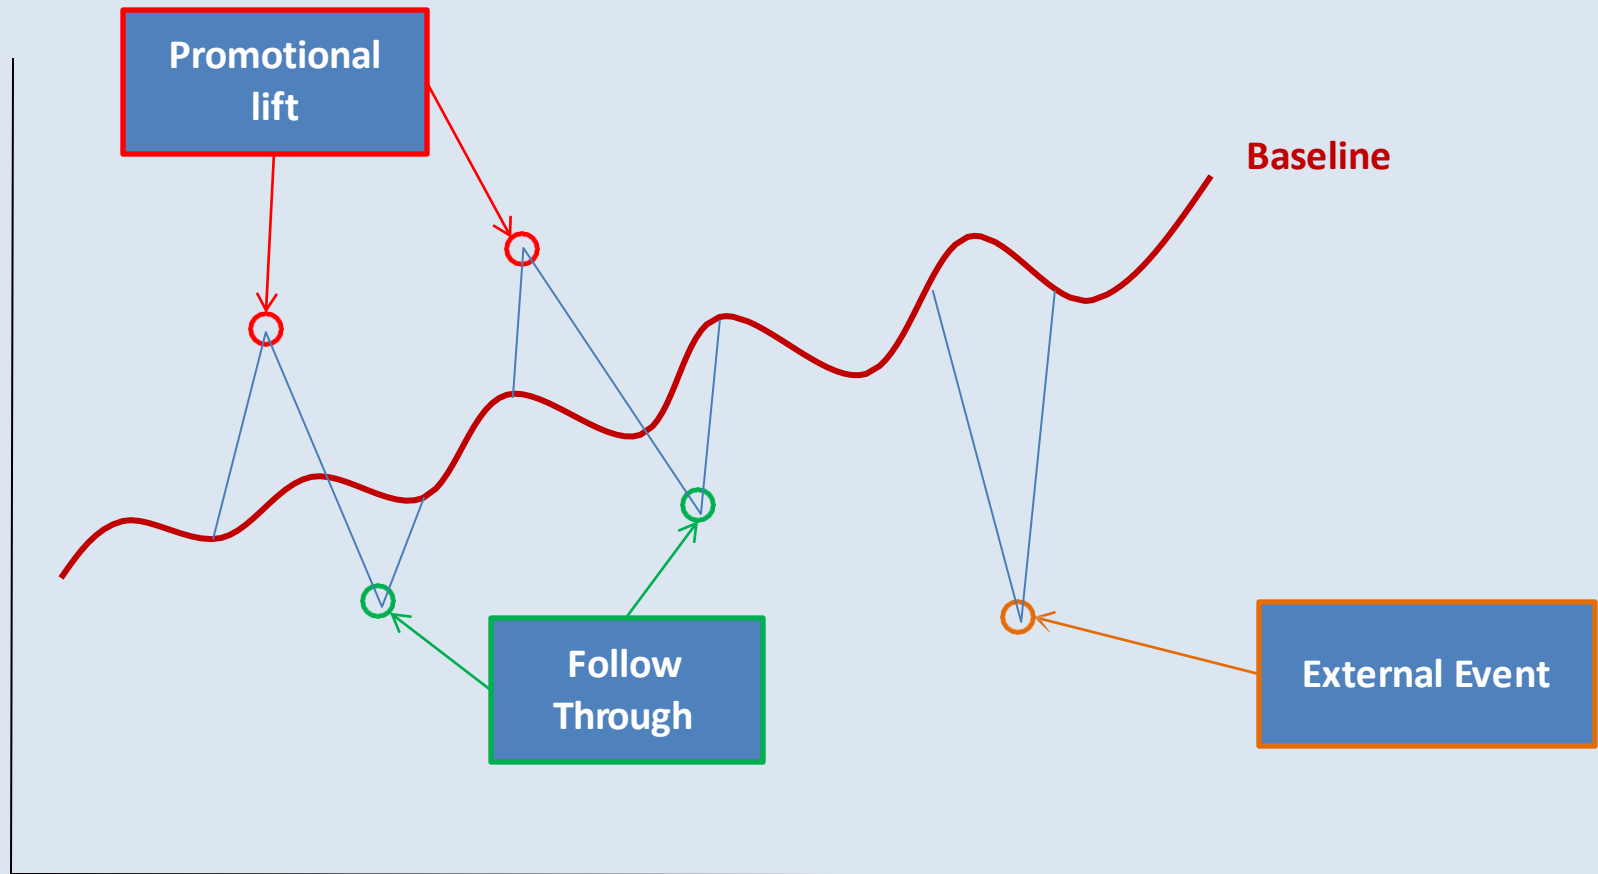 Promotional
lift
Baseline
Follow
Through
External Event